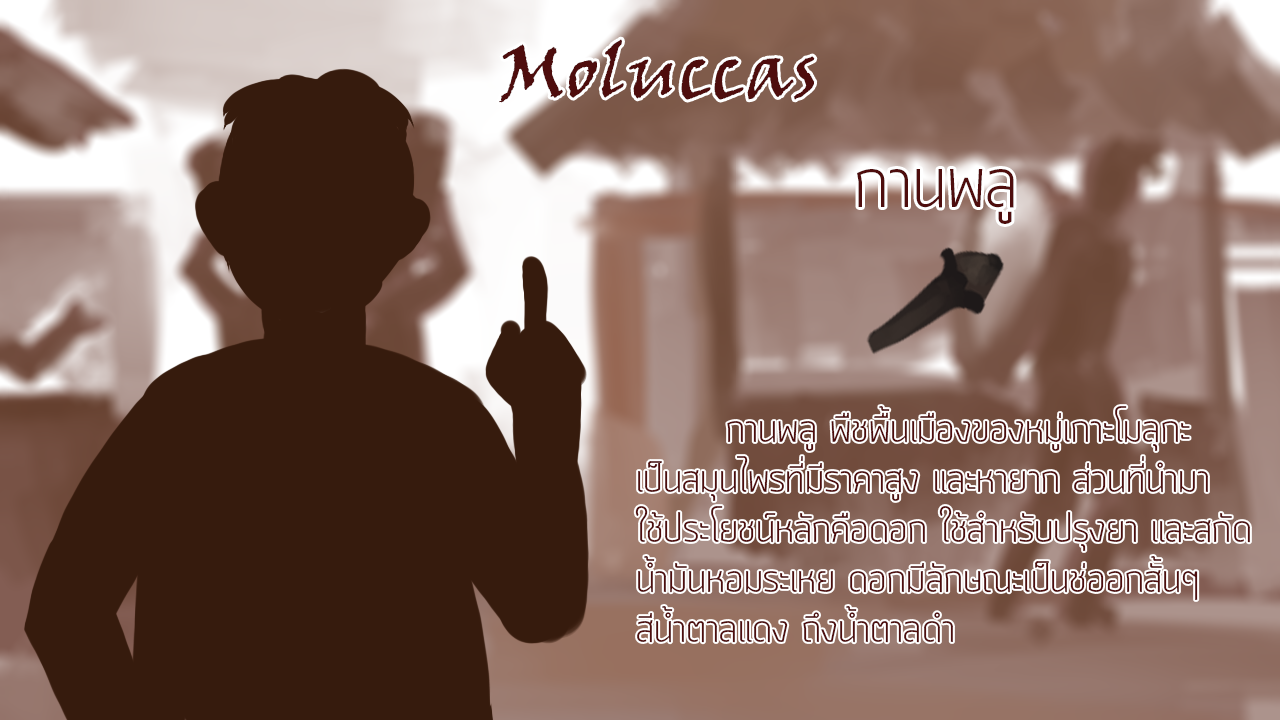 Moluccas
กานพลู
กานพลู พืชพื้นเมืองของหมู่เกาะโมลุกะ
เป็นสมุนไพรที่มีราคาสูง และหายาก ส่วนที่นำมา
ใช้ประโยชน์หลักคือดอก ใช้สำหรับปรุงยา และสกัด
น้ำมันหอมระเหย ดอกมีลักษณะเป็นช่ออกสั้นๆ
สีน้ำตาลแดง ถึงน้ำตาลดำ